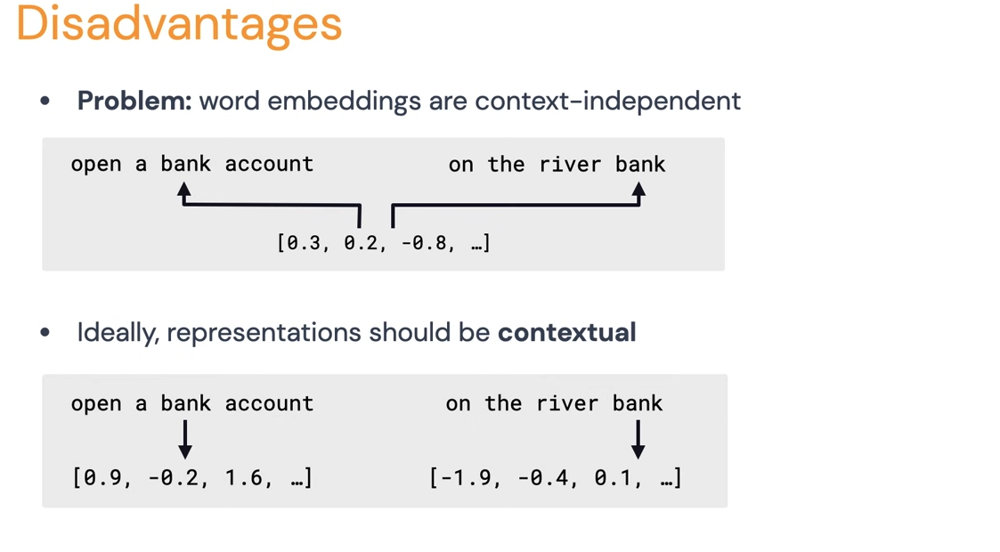 Disadvantages
• Problem: word embeddings are context-independent
open a bank account
on the river bank
[0.3, 0.2, -0.8, …]
• Ideally, representations should be contextual
open a bank account
on the river bank
[0.9, -0.2, 1.6, …]
[-1.9, -0.4, 0.1, …]